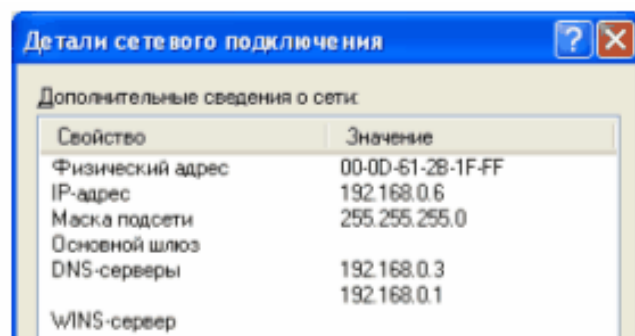 Детали сетевого подключения
Дополнительные сведения о сети:
Свойство Значение
Физический адрес 00-0D-61-2B-1F-FF
IP-адрес 192.168.0.6
Маска подсети 255.255.255.0
Основной шлюз
DNS-серверы 192.168.0.3
192.168.0.1
WINS-сервер